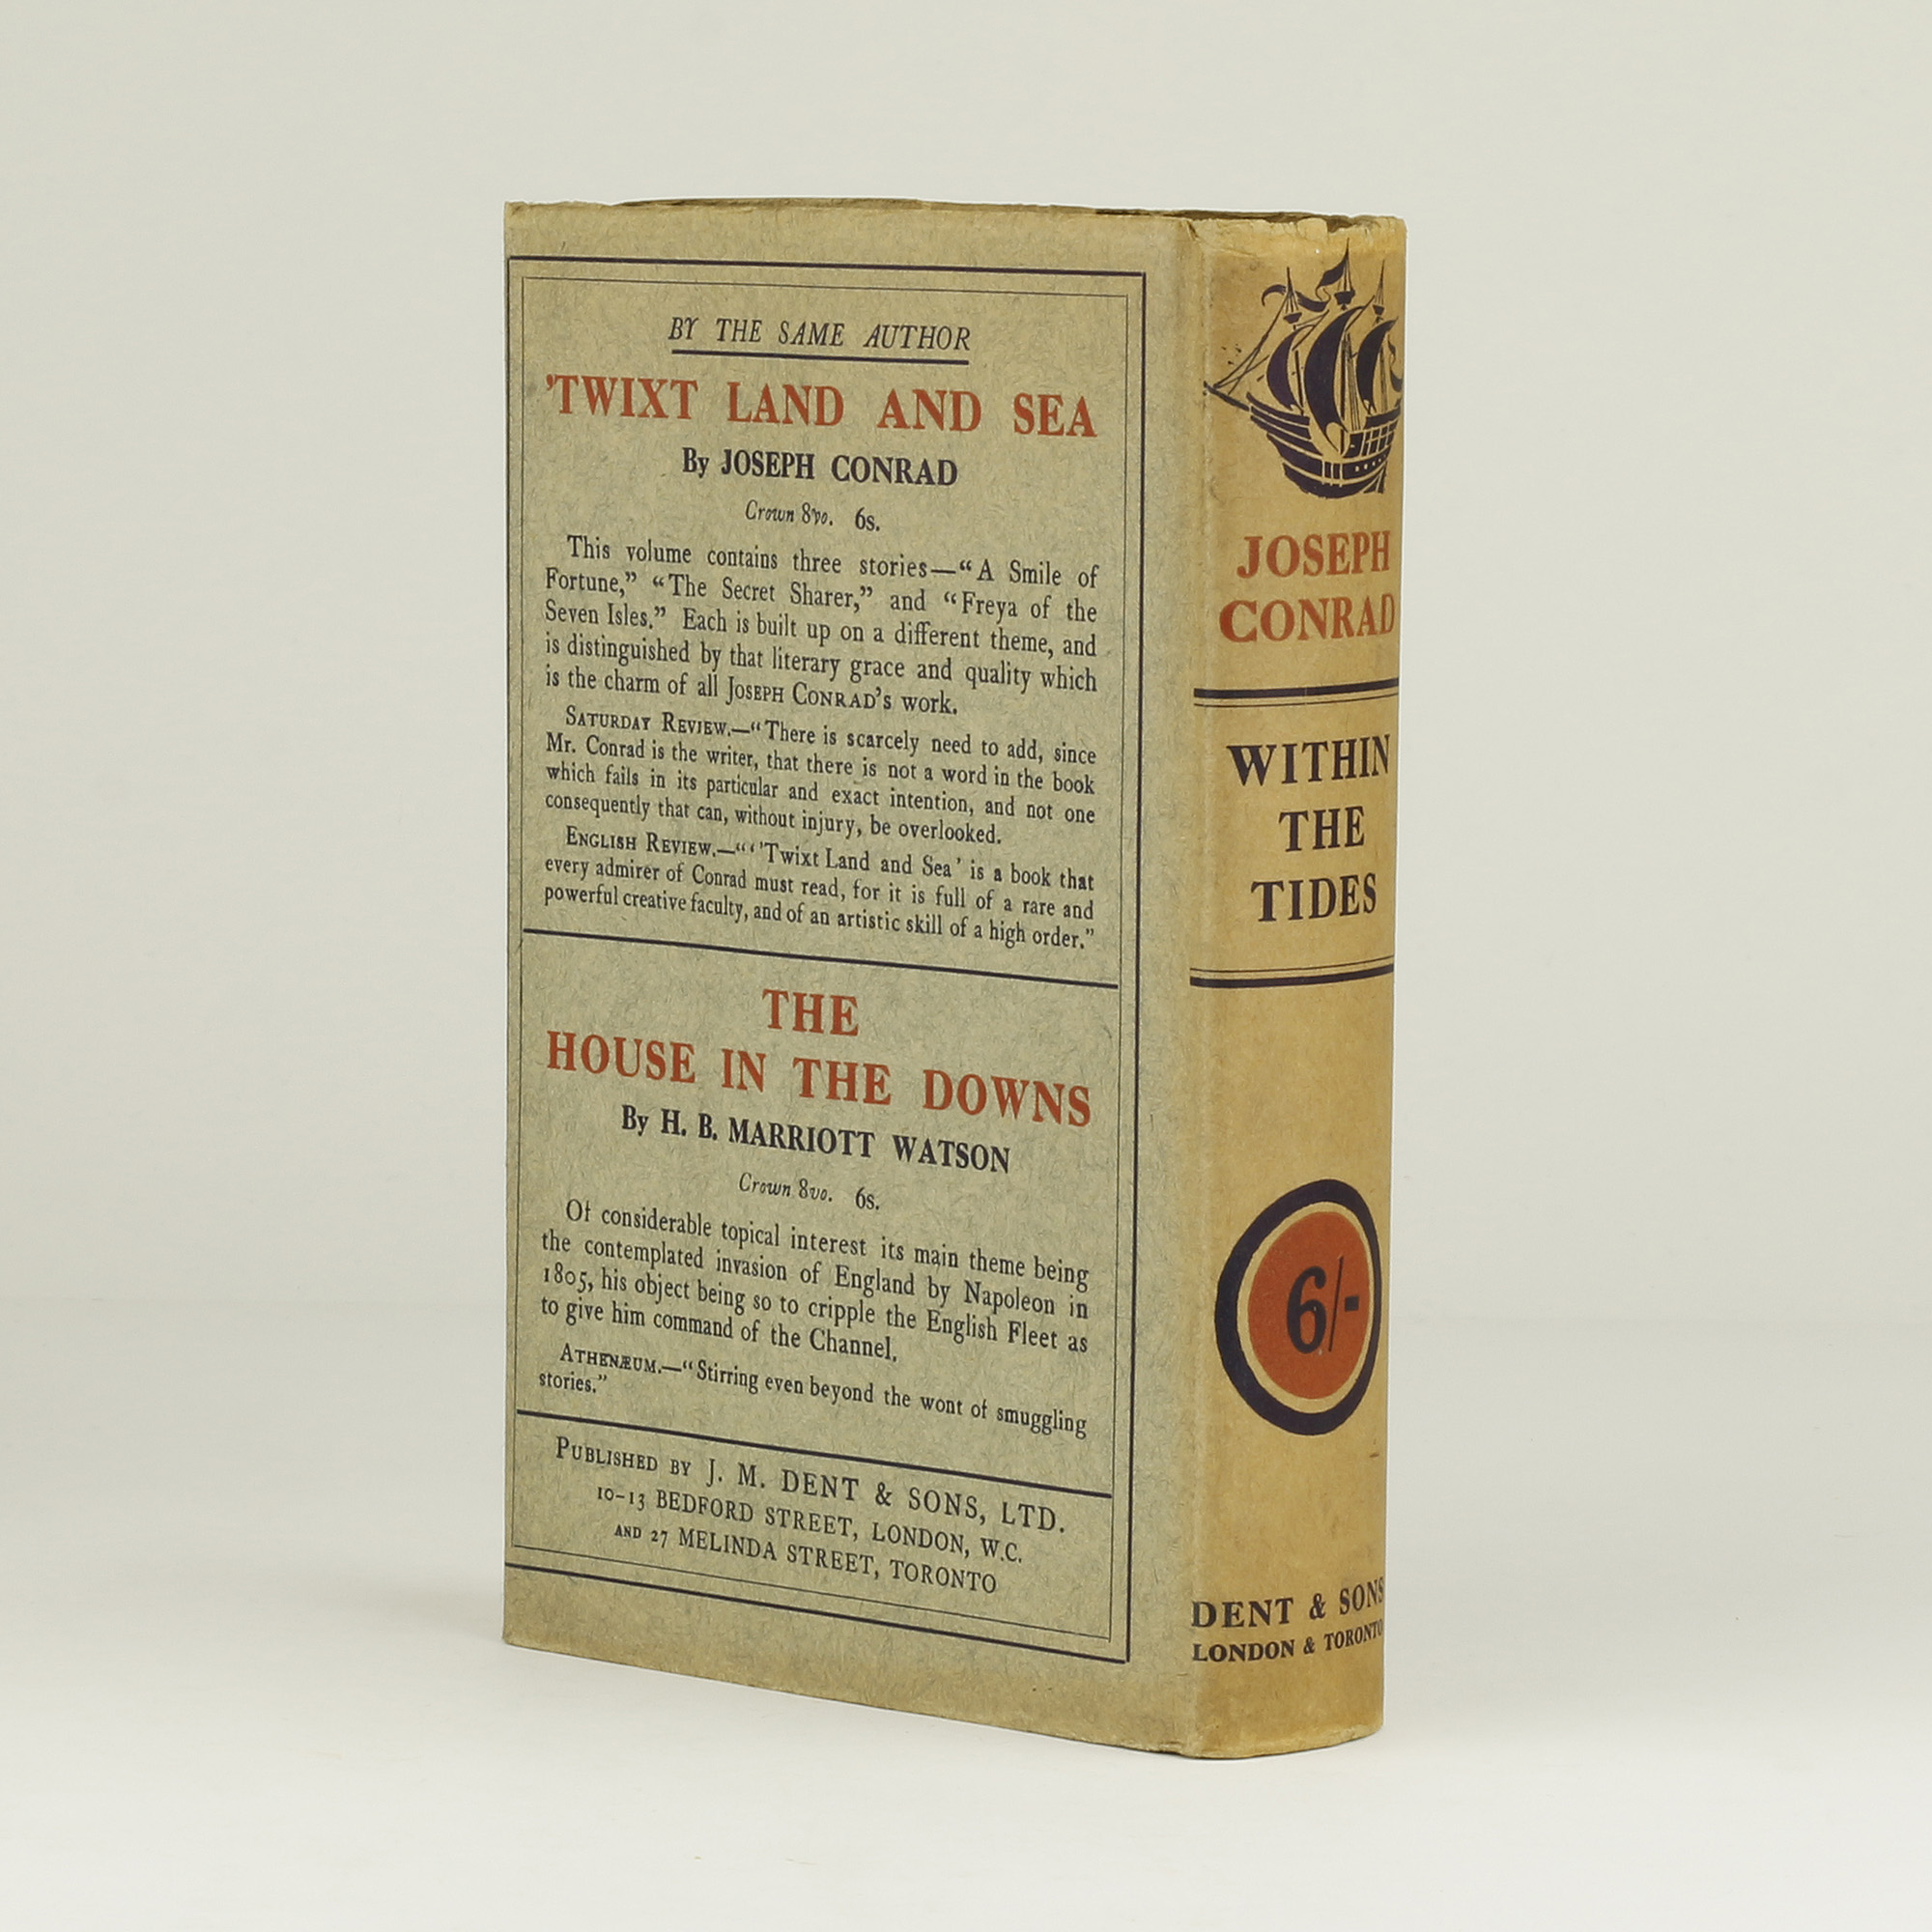 BY THE SAME AUTHOR
'TWIXT LAND AND SEA
By JOSEPH CONRAD
Crown 8vo. 6s.
This volume contains three stories—“A Smile of
Fortune,” “The Secret Sharer,” and “Freya of the
Seven Isles.” Each is built up on a different theme, and
is distinguished by that literary grace and quality which
is the charm of all JOSEPH CONRAD'S work.
SATURDAY REVIEW.—“There is scarcely need to add, since
Mr. Conrad is the writer, that there is not a word in the book
which fails in its particular and exact intention, and not one
consequently that can, without injury, be overlooked.
ENGLISH REVIEW.—“‘'Twixt Land and Sea’ is a book that
every admirer of Conrad must read, for it is full of a rare and
powerful creative faculty, and of an artistic skill of a high order.”
THE
HOUSE IN THE DOWNS
By H. B. MARRIOTT WATSON
Crown 8vo. 6s.
Of considerable topical interest its main theme being
the contemplated invasion of England by Napoleon in
1805, his object being so to cripple the English Fleet as
to give him command of the Channel.
ATHENÆUM.—“Stirring even beyond the wont of smuggling
stories.”
PUBLISHED BY J. M. DENT & SONS, LTD.
10-13 BEDFORD STREET, LONDON, W.C.
AND 27 MELINDA STREET, TORONTO
JOSEPH
CONRAD
WITHIN
THE
TIDES
6/-
DENT & SONS
LONDON & TORONTO